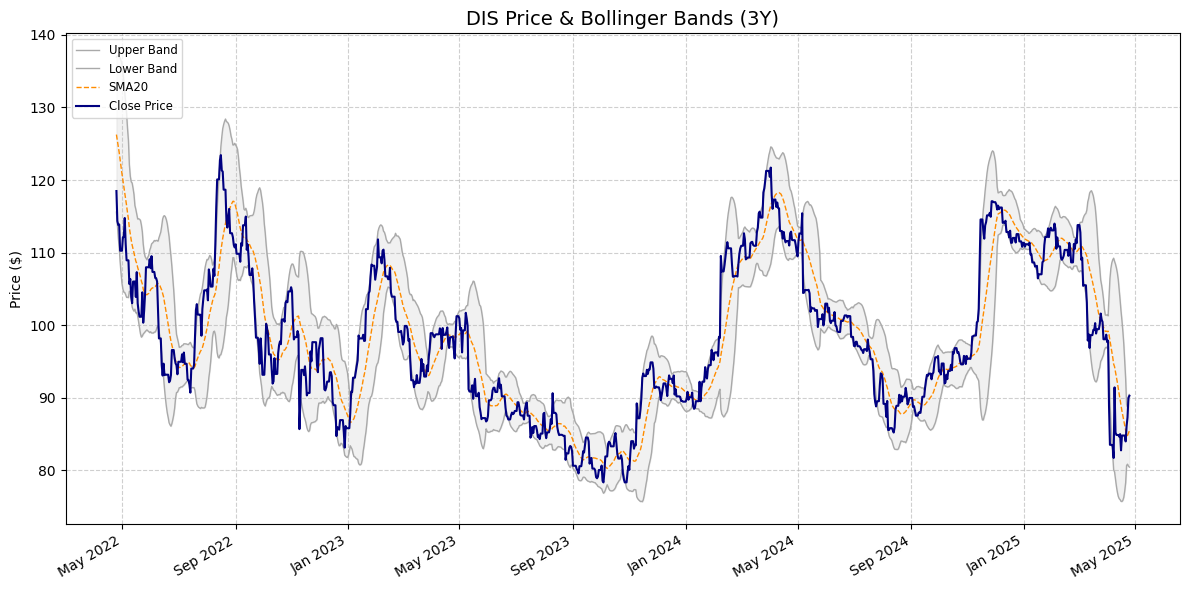 DIS Price & Bollinger Bands (3Y)
Upper Band
Lower Band
SMA20
Close Price
Price ($)
140
130
120
110
100
90
80
May 2022
Sep 2022
Jan 2023
May 2023
Sep 2023
Jan 2024
May 2024
Sep 2024
Jan 2025
May 2025